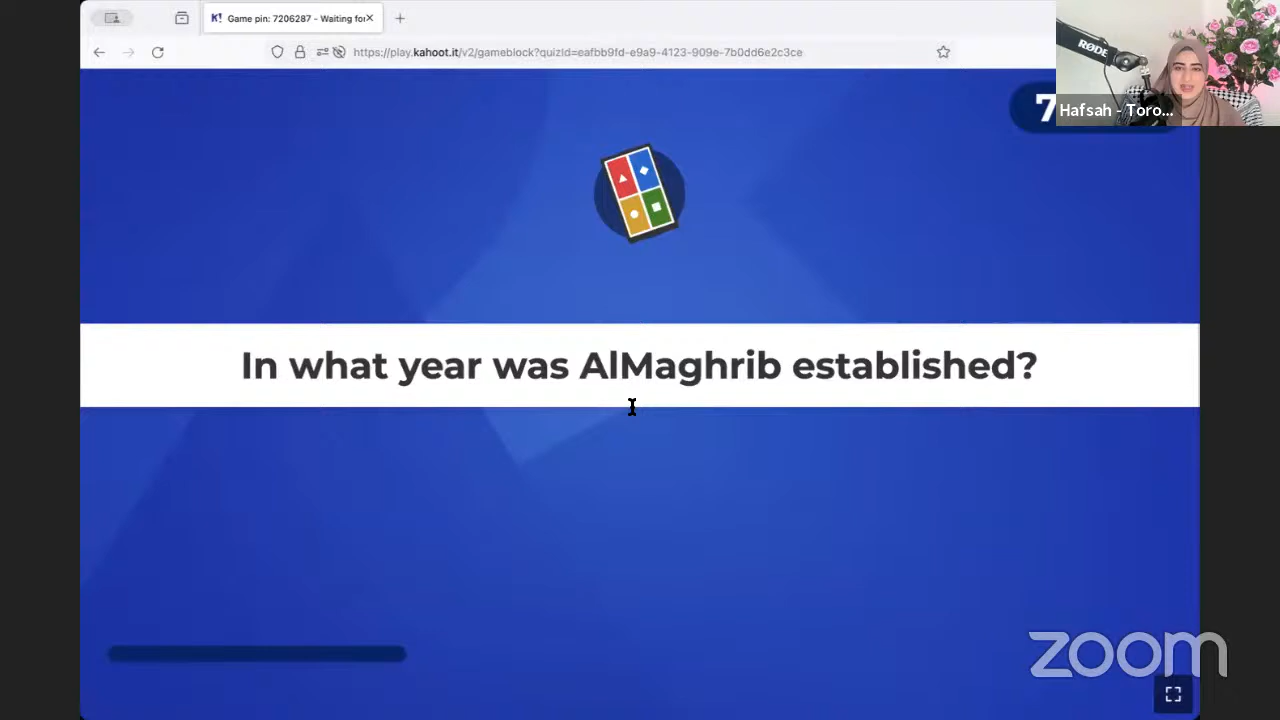 K! Game pin: 7206287 - Waiting for
https://play.kahoot.it/v2/gameblock?quizId=eafbb9fd-e9a9-4123-909e-7b0dd6e2c3ce
RØDE
7
Hafsah - Toro...
In what year was AlMaghrib established?
zoom